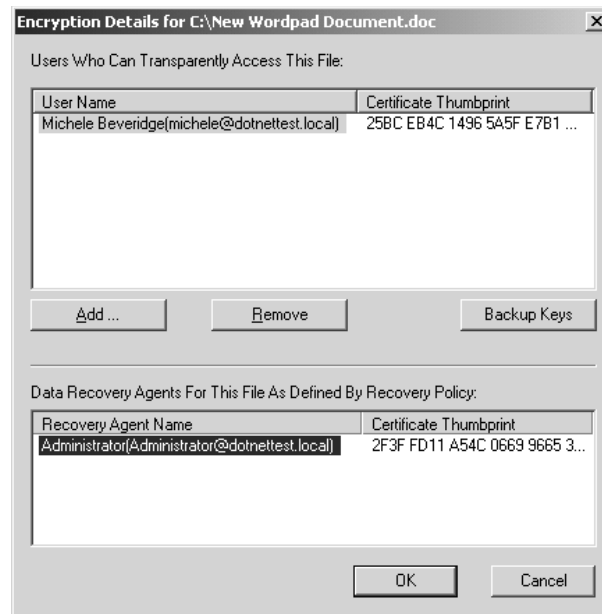 Encryption Details for C:\New Wordpad Document.doc
Users Who Can Transparently Access This File:
User Name Certificate Thumbprint
Michele Beveridge(michele@dotnettest.local) 25BC EB4C 1496 5A5F E7B1 ...
Add ... Remove Backup Keys
Data Recovery Agents For This File As Defined By Recovery Policy:
Recovery Agent Name Certificate Thumbprint
Administrator(Administrator@dotnettest.local) 2F3F FD11 A54C 0669 9665 3...
OK Cancel